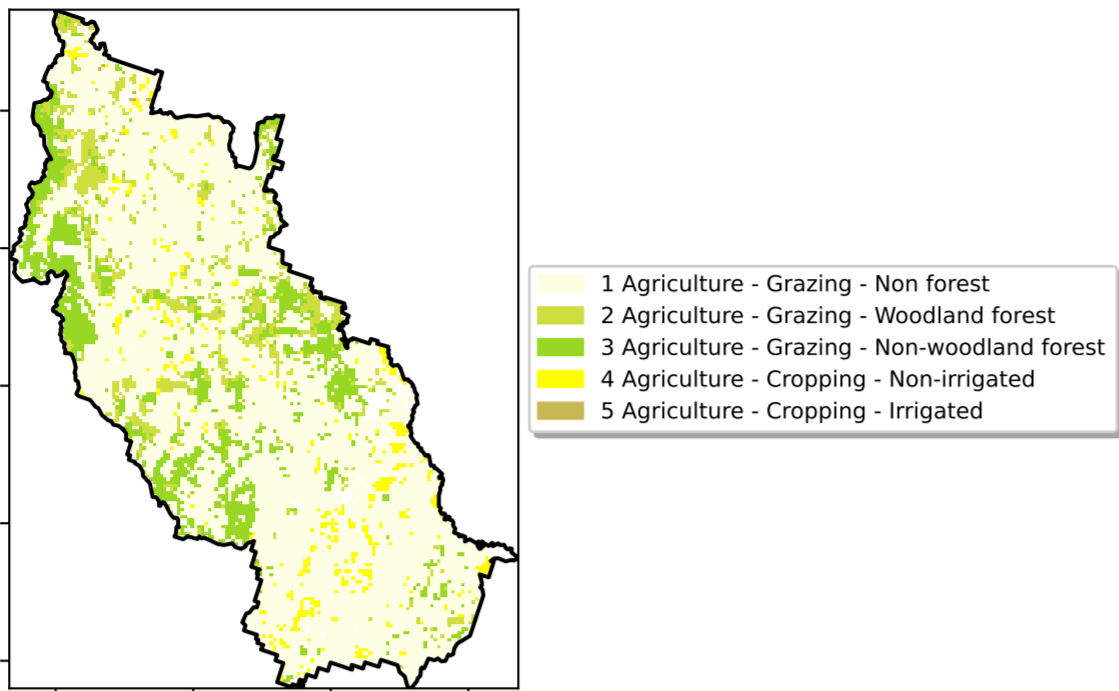 1 Agriculture - Grazing - Non forest
2 Agriculture - Grazing - Woodland forest
3 Agriculture - Grazing - Non-woodland forest
4 Agriculture - Cropping - Non-irrigated
5 Agriculture - Cropping - Irrigated